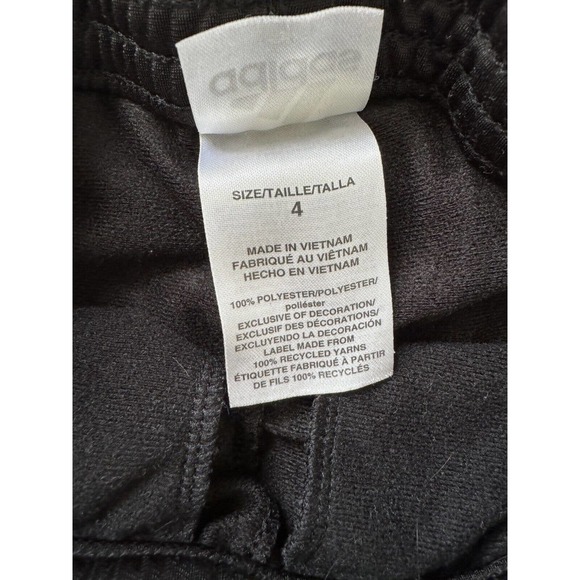 adidas
SIZE/TAILLE/TALLA
4
MADE IN VIETNAM
FABRIQUÉ AU VIÊTNAM
HECHO EN VIETNAM
100% POLYESTER/POLYESTER/
poliéster
EXCLUSIVE OF DECORATION/
EXCLUSIF DES DÉCORATIONS/
EXCLUYENDO LA DECORACIÓN
LABEL MADE FROM
100% RECYCLED YARNS
ÉTIQUETTE FABRIQUÉ À PARTIR
DE FILS 100% RECYCLÉS